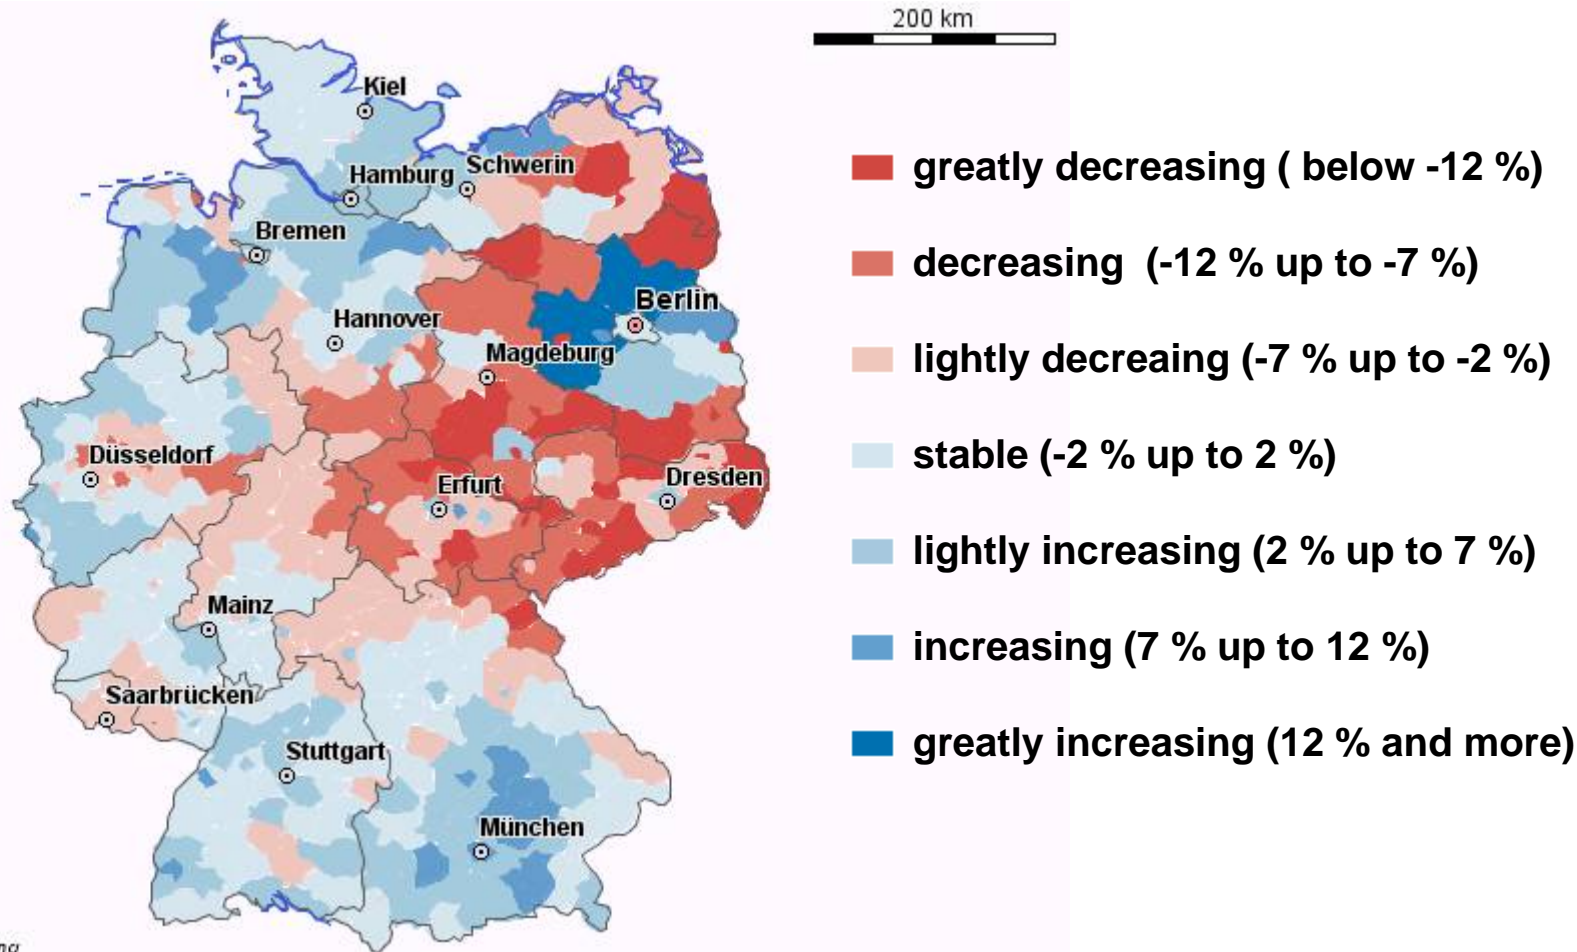 200 km
Kiel
Hamburg
Schwerin
Bremen
Berlin
Hannover
Magdeburg
Düsseldorf
Erfurt
Dresden
Mainz
Saarbrücken
Stuttgart
München
greatly decreasing ( below -12 %)
decreasing (-12 % up to -7 %)
lightly decreaing (-7 % up to -2 %)
stable (-2 % up to 2 %)
lightly increasing (2 % up to 7 %)
increasing (7 % up to 12 %)
greatly increasing (12 % and more)